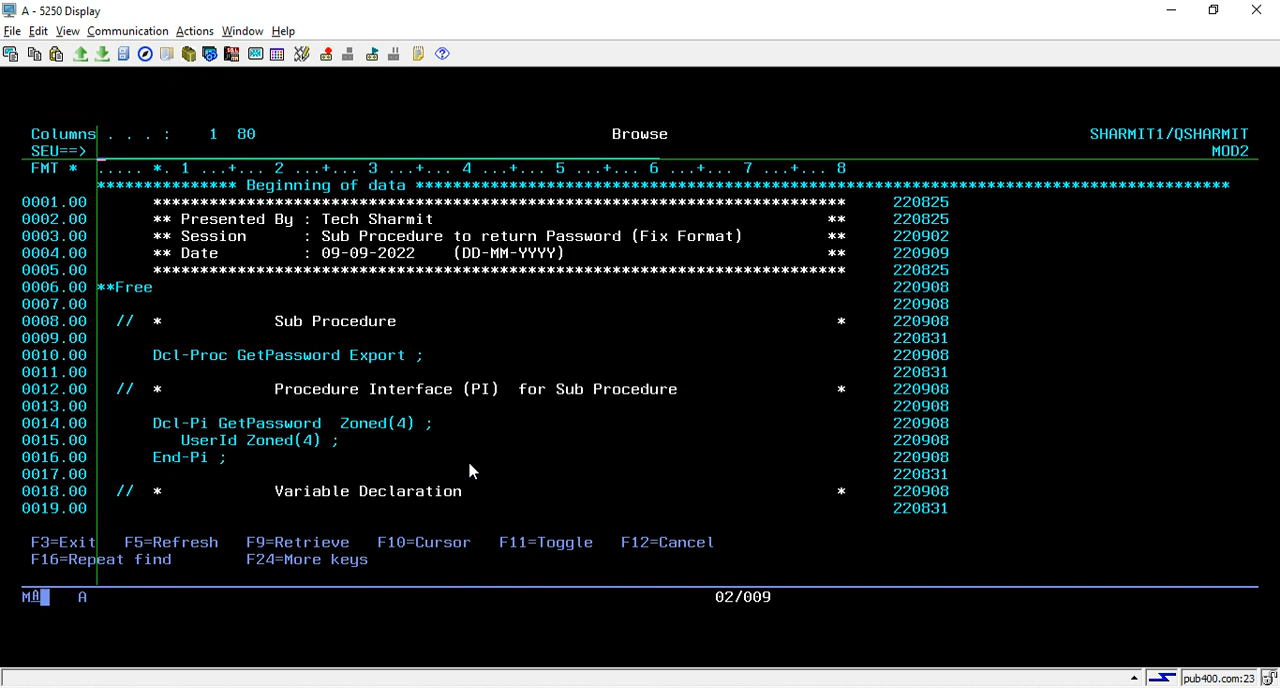 A - 5250 Display
File Edit View Communication Actions Window Help
Columns . . . : 1 80 Browse SHARMIT1/QSHARMIT
SEU==> MOD2
FMT * ..... *. 1 ...+... 2 ...+... 3 ...+... 4 ...+... 5 ...+... 6 ...+... 7 ...+... 8
*************** Beginning of data ***************************************************************************************
0001.00 ************************************************************************** 220825
0002.00 ** Presented By : Tech Sharmit ** 220825
0003.00 ** Session : Sub Procedure to return Password (Fix Format) ** 220902
0004.00 ** Date : 09-09-2022 (DD-MM-YYYY) ** 220909
0005.00 ************************************************************************** 220825
0006.00 **Free 220908
0007.00 220908
0008.00 // * Sub Procedure * 220908
0009.00 220831
0010.00 Dcl-Proc GetPassword Export ; 220908
0011.00 220831
0012.00 // * Procedure Interface (PI) for Sub Procedure * 220908
0013.00 220908
0014.00 Dcl-Pi GetPassword Zoned(4) ; 220908
0015.00 UserId Zoned(4) ; 220908
0016.00 End-Pi ; 220908
0017.00 220831
0018.00 // * Variable Declaration * 220908
0019.00 220831
F3=Exit F5=Refresh F9=Retrieve F10=Cursor F11=Toggle F12=Cancel
F16=Repeat find F24=More keys
MA A 02/009
pub400.com:23